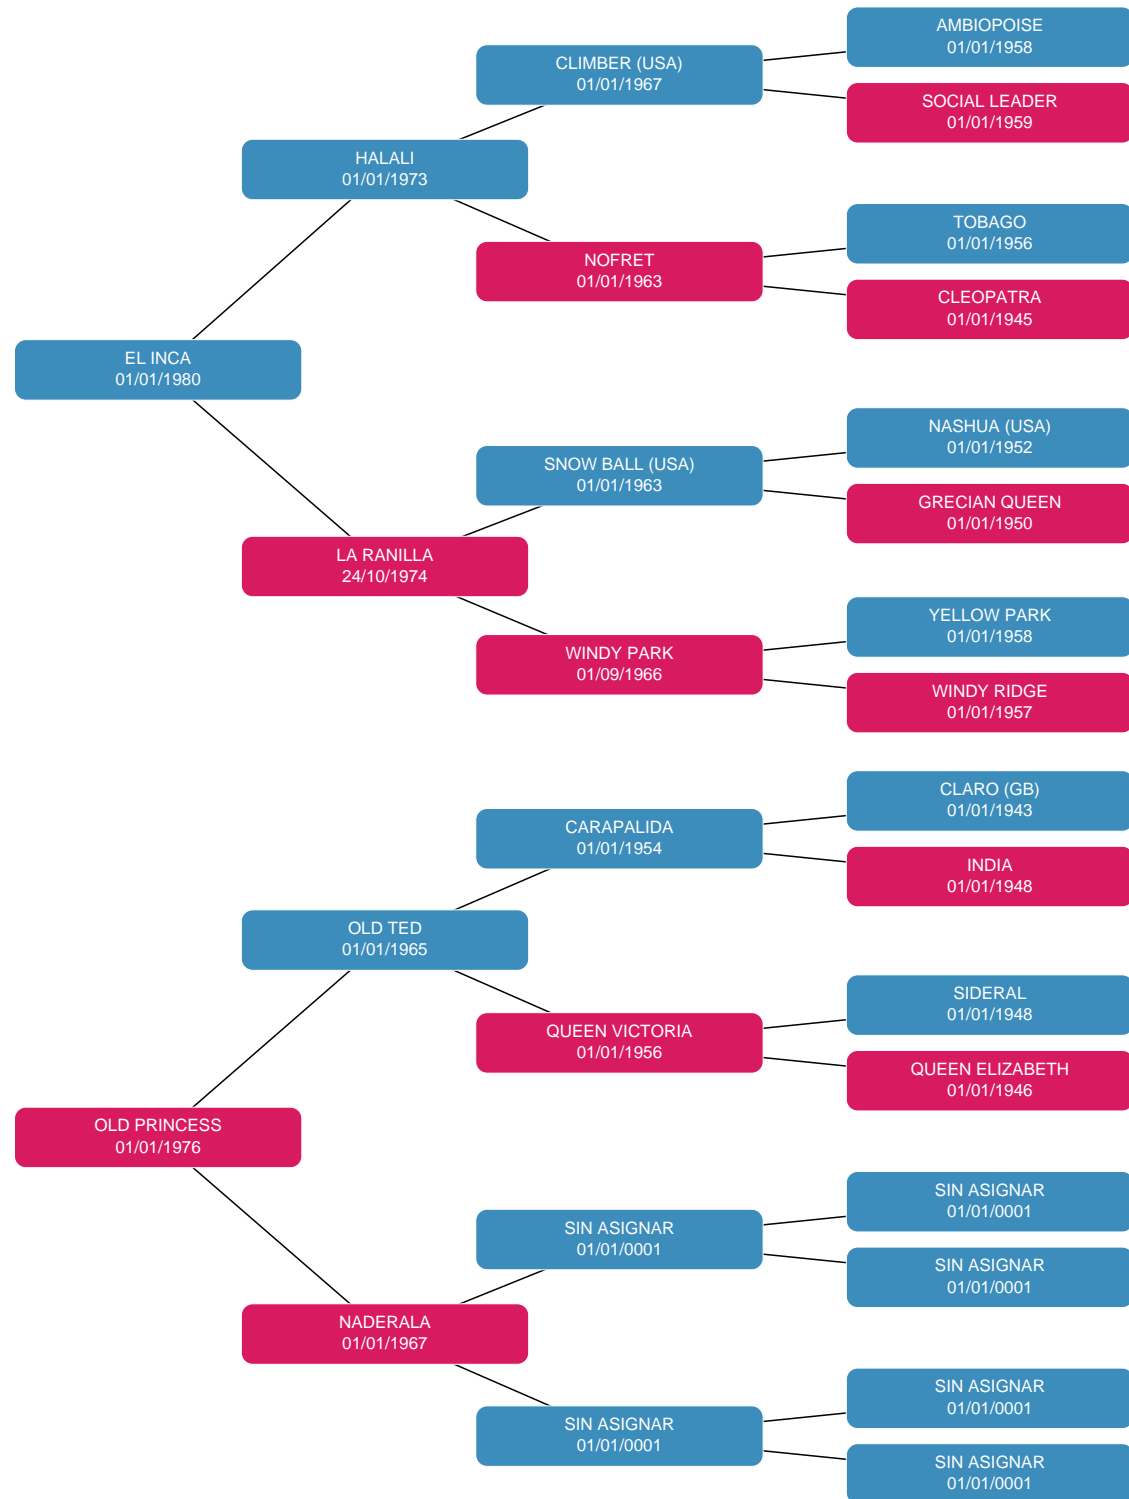 AMBIOPOISE
01/01/1958
CLIMBER (USA)
01/01/1967
SOCIAL LEADER
01/01/1959
HALALI
01/01/1973
TOBAGO
01/01/1956
NOFRET
01/01/1963
CLEOPATRA
01/01/1945
EL INCA
01/01/1980
NASHUA (USA)
01/01/1952
SNOW BALL (USA)
01/01/1963
GRECIAN QUEEN
01/01/1950
LA RANILLA
24/10/1974
YELLOW PARK
01/01/1958
WINDY PARK
01/09/1966
WINDY RIDGE
01/01/1957
CLARO (GB)
01/01/1943
CARAPALIDA
01/01/1954
INDIA
01/01/1948
OLD TED
01/01/1965
SIDERAL
01/01/1948
QUEEN VICTORIA
01/01/1956
QUEEN ELIZABETH
01/01/1946
OLD PRINCESS
01/01/1976
SIN ASIGNAR
01/01/0001
SIN ASIGNAR
01/01/0001
SIN ASIGNAR
01/01/0001
NADERALA
01/01/1967
SIN ASIGNAR
01/01/0001
SIN ASIGNAR
01/01/0001
SIN ASIGNAR
01/01/0001